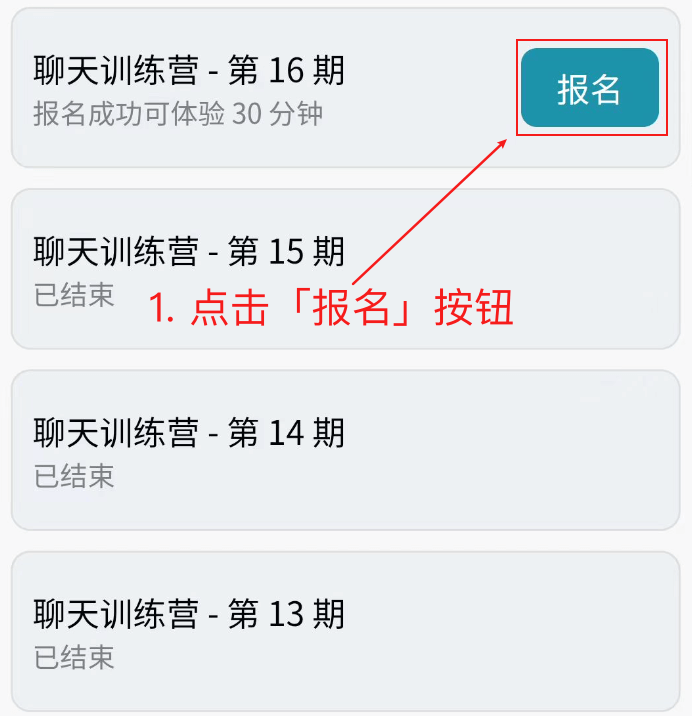 聊天训练营 - 第 16 期
报名
报名成功可体验 30 分钟
聊天训练营 - 第 15 期
已结束
1. 点击「报名」按钮
聊天训练营 - 第 14 期
已结束
聊天训练营 - 第 13 期
已结束